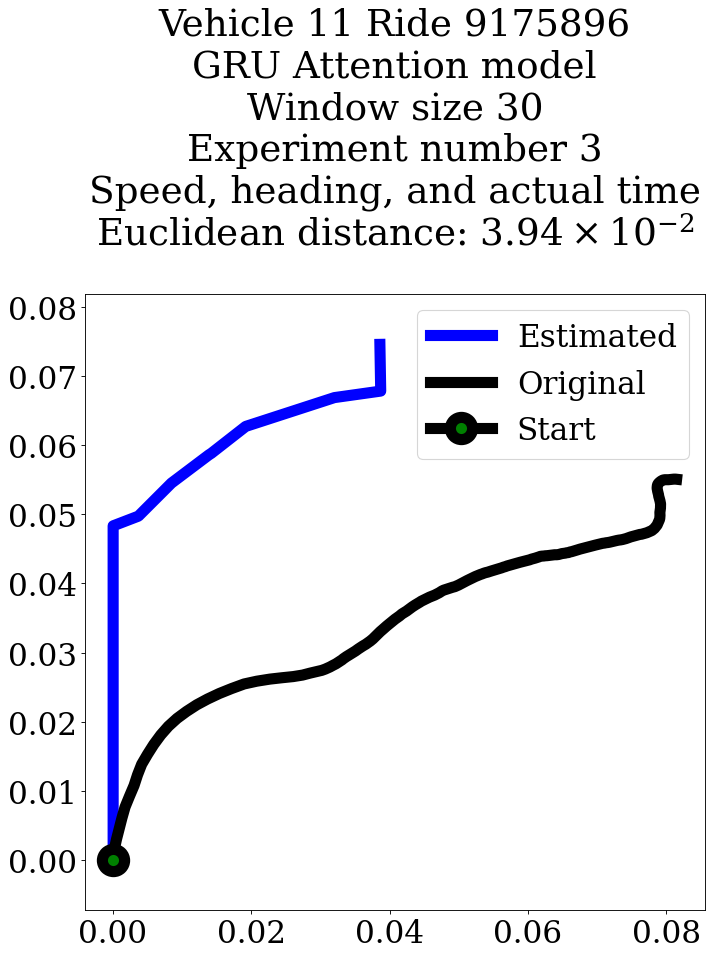 Vehicle 11 Ride 9175896
GRU Attention model
Window size 30
Experiment number 3
Speed, heading, and actual time
Euclidean distance: 3.94 × 10⁻²
0.08
0.07
0.06
0.05
0.04
0.03
0.02
0.01
0.00
Estimated
Original
Start
0.00 0.02 0.04 0.06 0.08